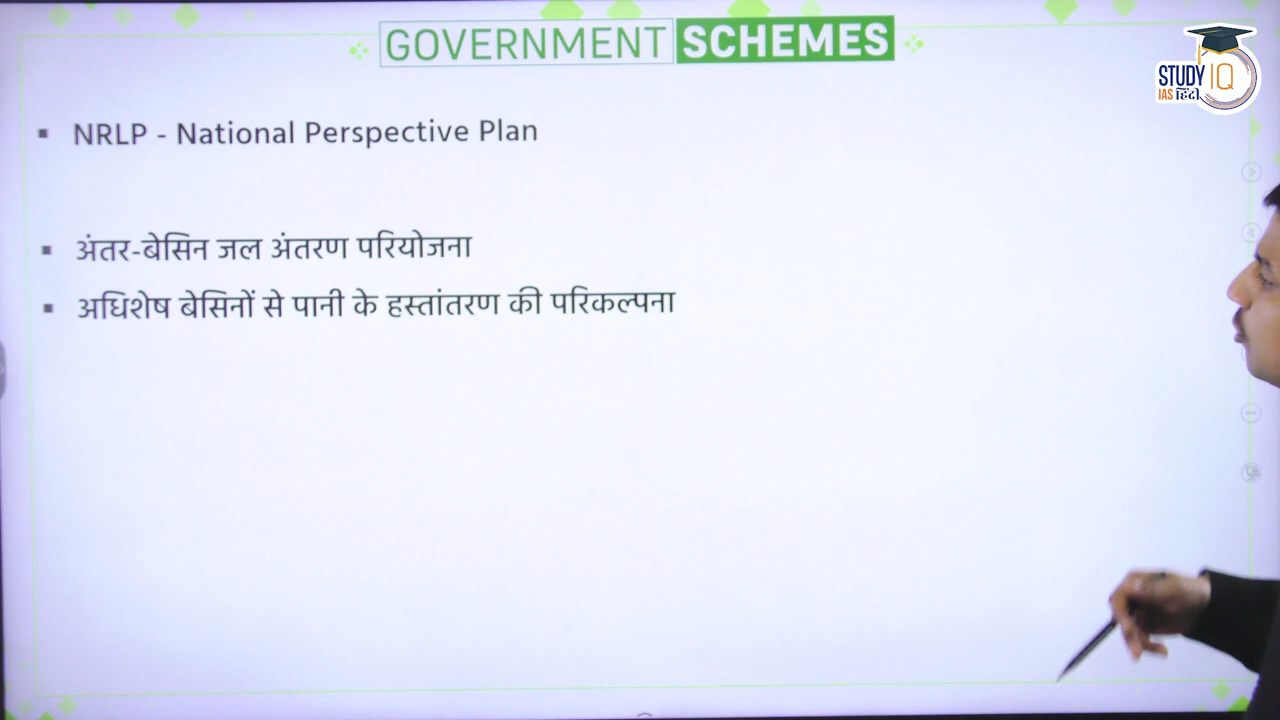 GOVERNMENT SCHEMES
STUDY IQ
IAS हिंदी
▪ NRLP - National Perspective Plan
▪ अंतर-बेसिन जल अंतरण परियोजना
▪ अधिशेष बेसिनों से पानी के हस्तांतरण की परिकल्पना